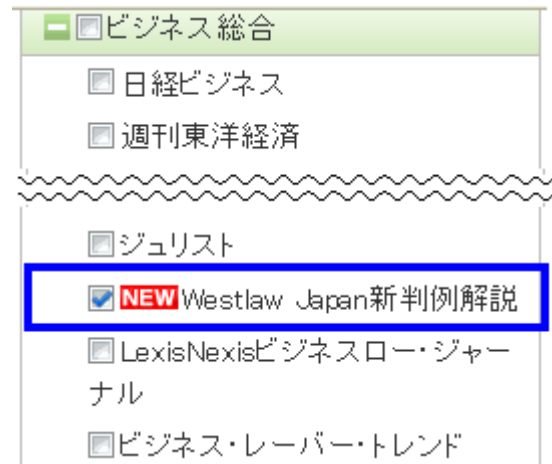 ビジネス総合
日経ビジネス
週刊東洋経済
ジュリスト
NEW Westlaw Japan新判例解説
LexisNexisビジネスロー・ジャー
ナル
ビジネス・レーバー・トレンド